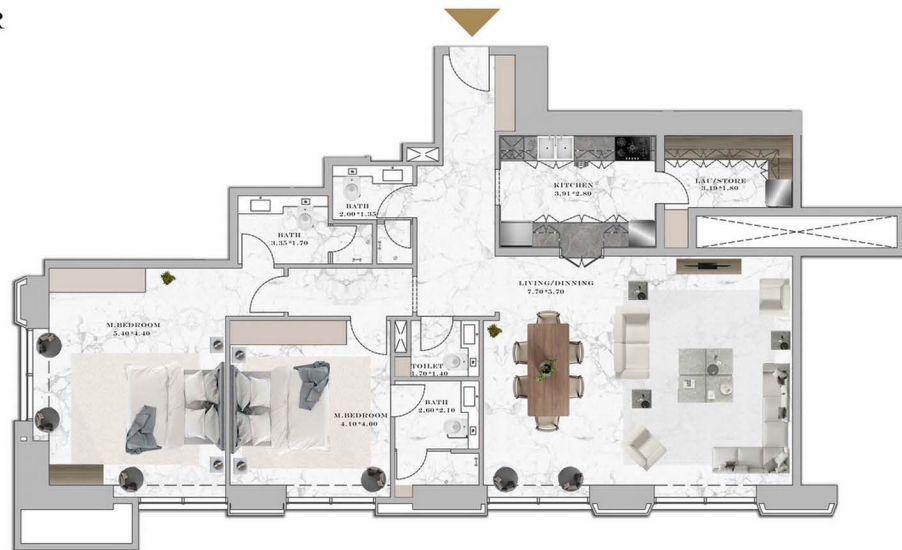 R
KITCHEN
3.91*2.80
LAU/STORE
3.19*1.80
BATH
2.00*1.35
BATH
3.35*1.70
LIVING/DINNING
7.70*5.70
M.BEDROOM
5.40*4.40
TOILET
1.70*1.40
BATH
2.60*2.10
M.BEDROOM
4.10*4.00